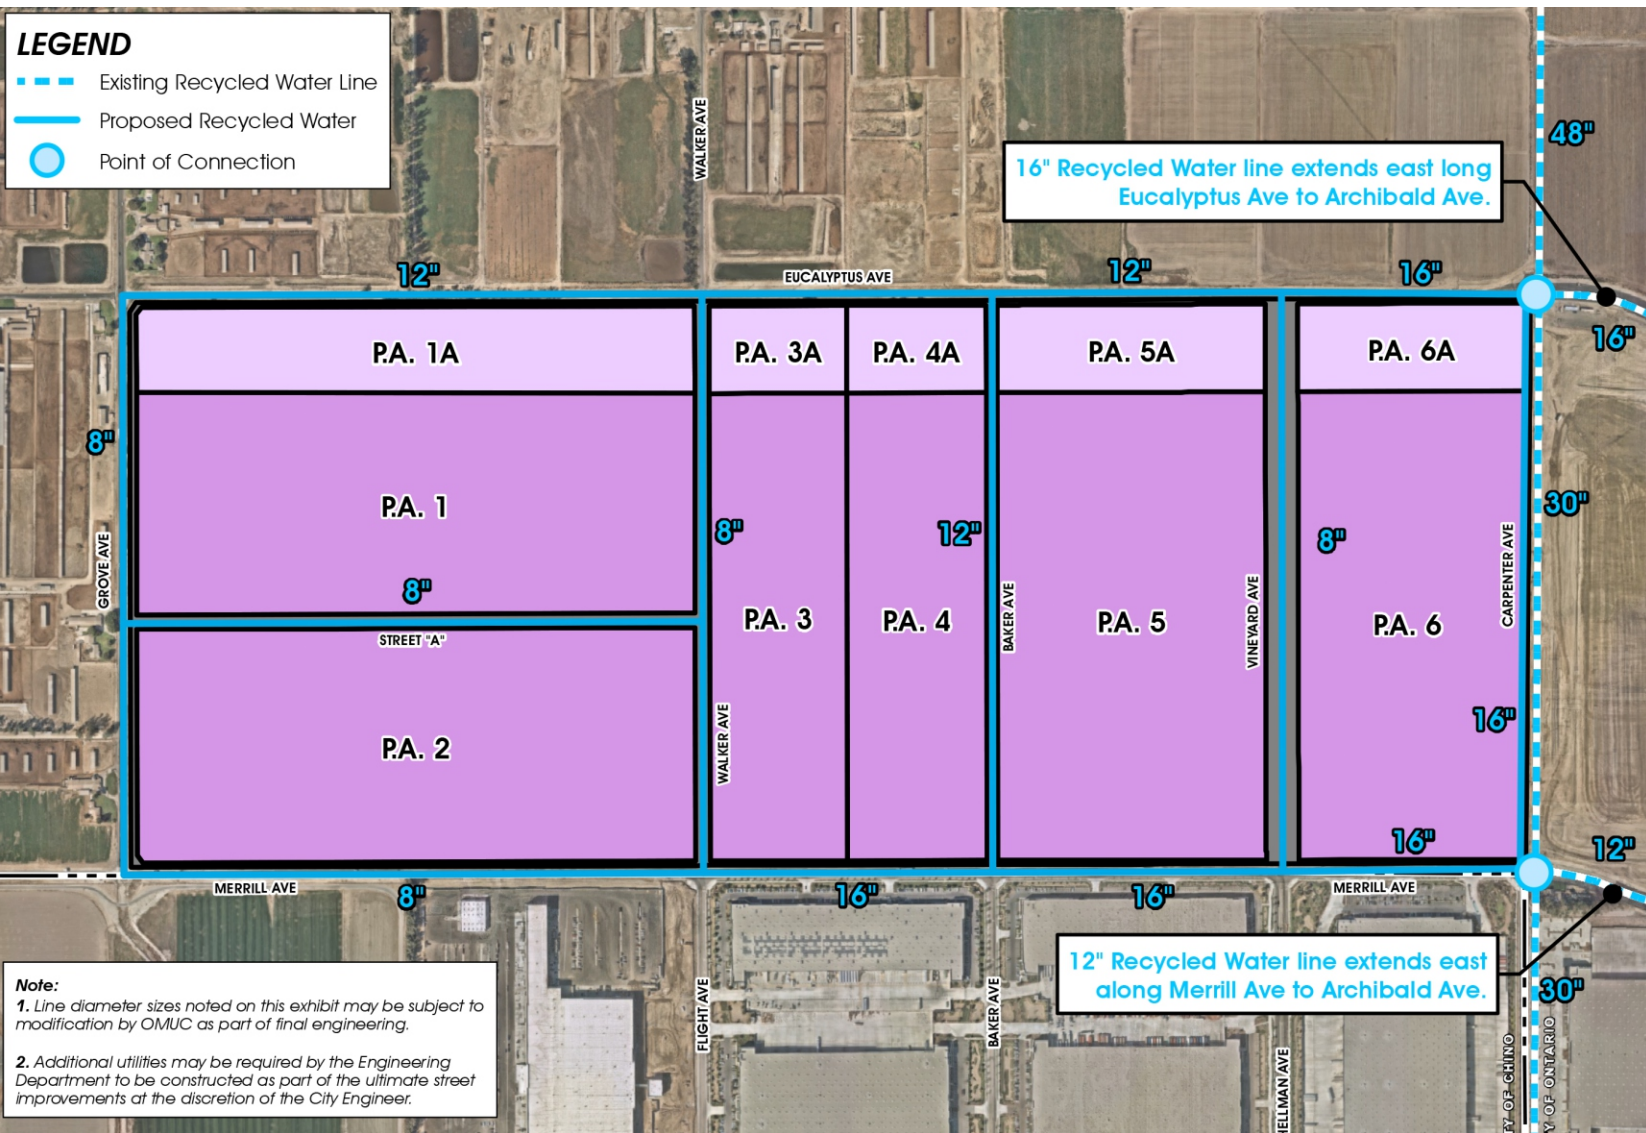 LEGEND
Existing Recycled Water Line
Proposed Recycled Water
Point of Connection
WALKER AVE
48"
16" Recycled Water line extends east long
Eucalyptus Ave to Archibald Ave.
12"
EUCALYPTUS AVE
12"
16"
16"
P.A. 1A
P.A. 3A
P.A. 4A
P.A. 5A
P.A. 6A
8"
GROVE AVE
P.A. 1
8"
STREET "A"
P.A. 2
8"
WALKER AVE
P.A. 3
12"
P.A. 4
BAKER AVE
P.A. 5
VINEYARD AVE
8"
P.A. 6
CARPENTER AVE
30"
16"
16"
12"
MERRILL AVE
8"
16"
16"
MERRILL AVE
12" Recycled Water line extends east
along Merrill Ave to Archibald Ave.
30"
FLIGHT AVE
BAKER AVE
HELLMAN AVE
TY OF CHINO
Y OF ONTARIO
Note:
1. Line diameter sizes noted on this exhibit may be subject to
modification by OMUC as part of final engineering.
2. Additional utilities may be required by the Engineering
Department to be constructed as part of the ultimate street
improvements at the discretion of the City Engineer.